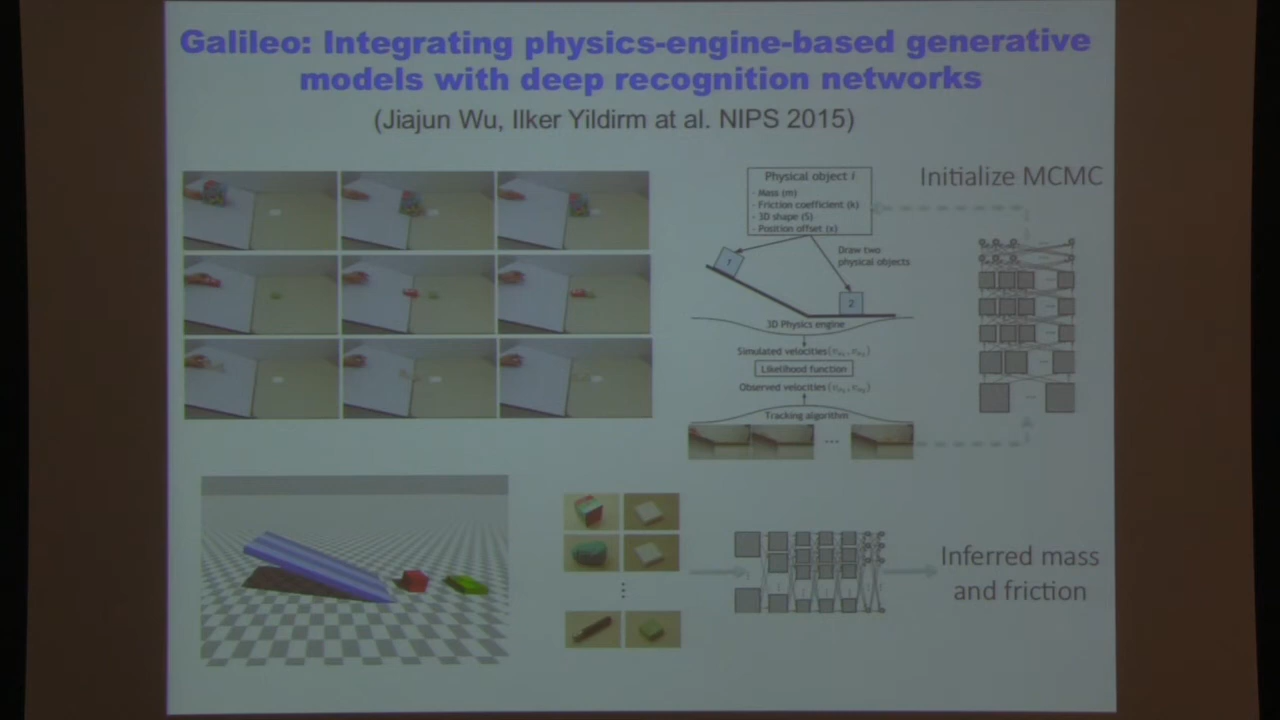 Galileo: Integrating physics-engine-based generative
models with deep recognition networks
(Jiajun Wu, Ilker Yildirm at al. NIPS 2015)
Physical object i
- Mass (m)
- Friction coefficient (k)
- 3D shape (S)
- Position offset (x)
Initialize MCMC
Draw two
physical objects
1
2
3D Physics engine
Simulated velocities
Likelihood function
Observed velocities
Tracking algorithm
...
Inferred mass
and friction